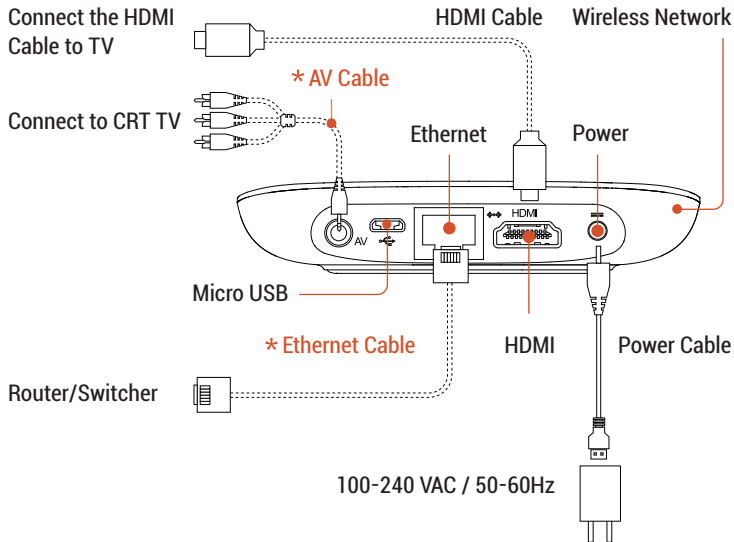 Connect the HDMI
Cable to TV
HDMI Cable
Wireless Network
* AV Cable
Connect to CRT TV
Ethernet
Power
AV
HDMI
Micro USB
* Ethernet Cable
HDMI
Power Cable
Router/Switcher
100-240 VAC / 50-60Hz